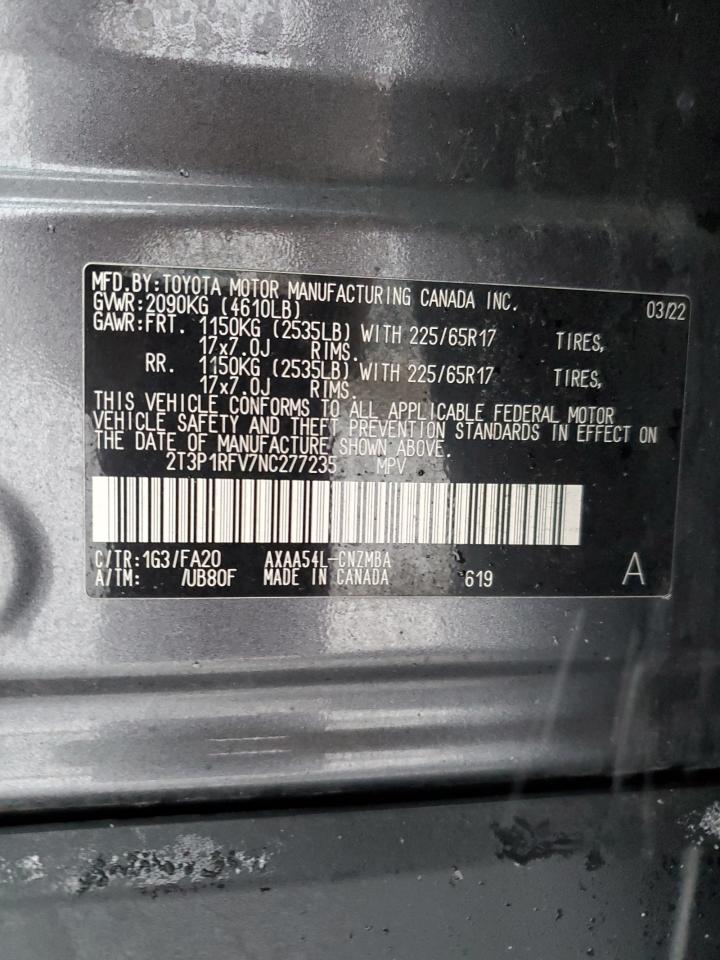 MFD.BY:TOYOTA MOTOR MANUFACTURING CANADA INC. 03/22
GVWR:2090KG (4610LB)
GAWR:FRT. 1150KG (2535LB) WITH 225/65R17 TIRES,
17x7.0J RIMS.
RR. 1150KG (2535LB) WITH 225/65R17 TIRES,
17x7.0J RIMS.
THIS VEHICLE CONFORMS TO ALL APPLICABLE FEDERAL MOTOR
VEHICLE SAFETY AND THEFT PREVENTION STANDARDS IN EFFECT ON
THE DATE OF MANUFACTURE SHOWN ABOVE.
2T3P1RFV7NC277235 MPV
C/TR:1G3/FA20 AXAA54L-CNZMBA
A/TM: /UB80F MADE IN CANADA 619 A